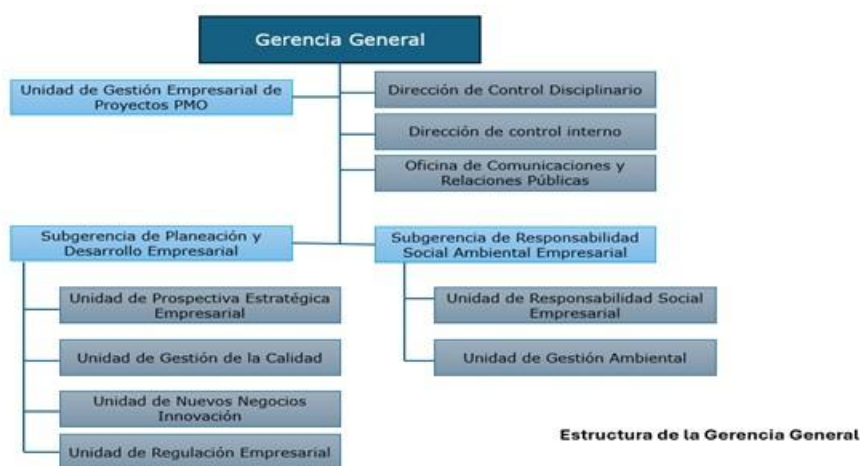 Gerencia General
Unidad de Gestión Empresarial de
Proyectos PMO
Dirección de Control Disciplinario
Dirección de control interno
Oficina de Comunicaciones y
Relaciones Públicas
Subgerencia de Planeación y
Desarrollo Empresarial
Subgerencia de Responsabilidad
Social Ambiental Empresarial
Unidad de Prospectiva Estratégica
Empresarial
Unidad de Gestión de la Calidad
Unidad de Nuevos Negocios
Innovación
Unidad de Regulación Empresarial
Unidad de Responsabilidad Social
Empresarial
Unidad de Gestión Ambiental
Estructura de la Gerencia General